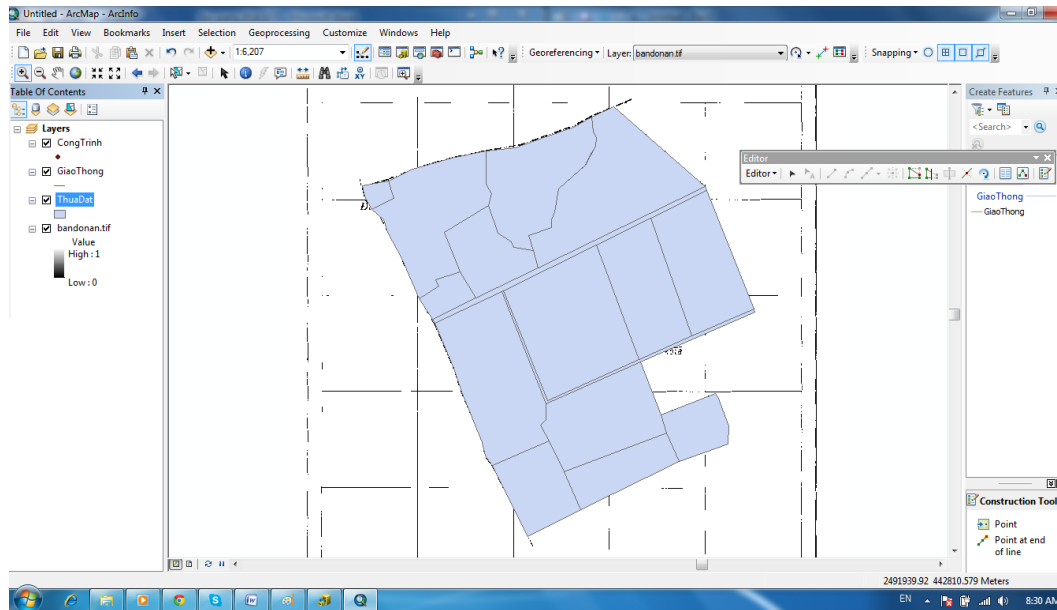 Untitled - ArcMap - ArcInfo
File Edit View Bookmarks Insert Selection Geoprocessing Customize Windows Help
1:6,207 Georeferencing Layer: bandonan.tif Snapping
Table Of Contents
Layers
CongTrinh
GiaoThong
ThuaDat
bandonan.tif
Value
High : 1
Low : 0
Editor
Editor
Create Features
<Search>
GiaoThong
GiaoThong
Construction Tool
Point
Point at end
of line
2491939.92 442810.579 Meters
EN 8:30 AM